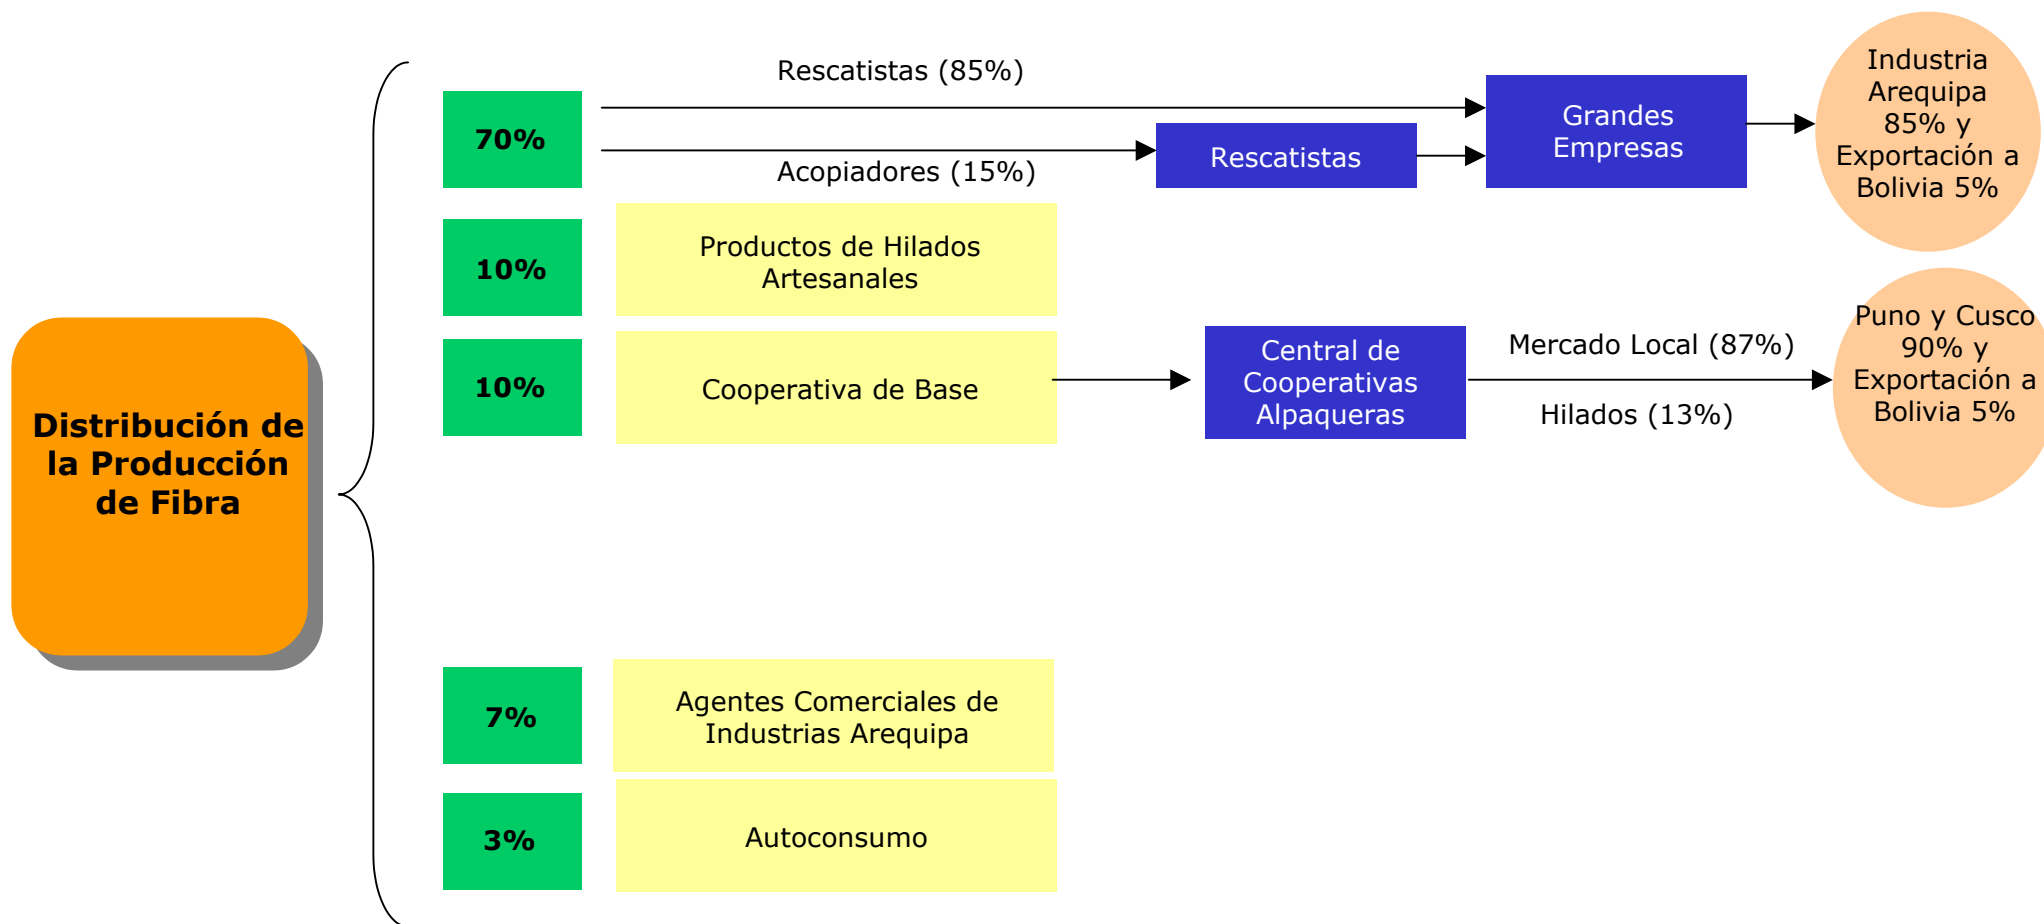 Distribución de
la Producción
de Fibra
70%
Rescatistas (85%)
Acopiadores (15%)
Rescatistas
Grandes
Empresas
Industria
Arequipa
85% y
Exportación a
Bolivia 5%
10%
Productos de Hilados
Artesanales
10%
Cooperativa de Base
Central de
Cooperativas
Alpaqueras
Mercado Local (87%)
Hilados (13%)
Puno y Cusco
90% y
Exportación a
Bolivia 5%
7%
Agentes Comerciales de
Industrias Arequipa
3%
Autoconsumo